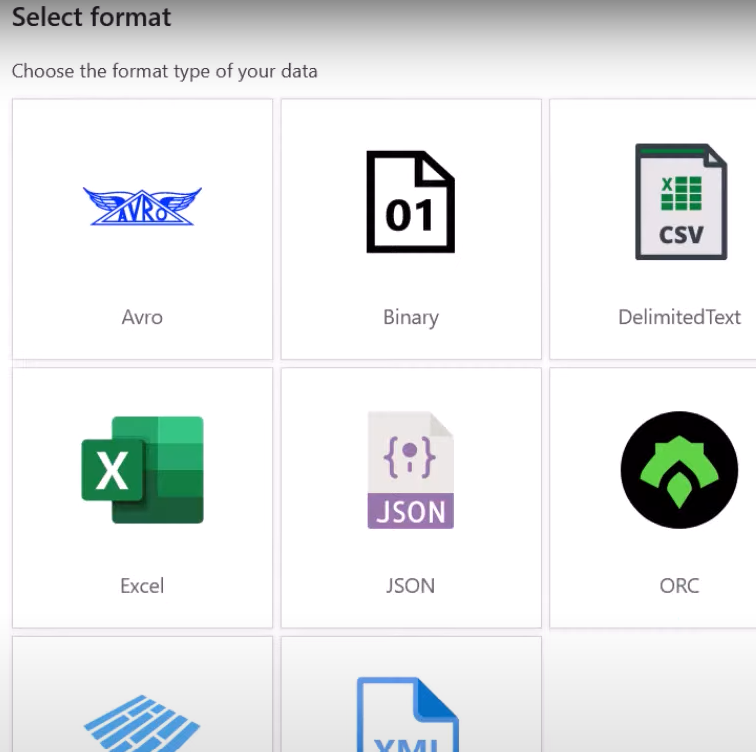 Select format
Choose the format type of your data
AVRO
01
X
CSV
Avro
Binary
DelimitedText
X
{i}
JSON
Excel
JSON
ORC
XML